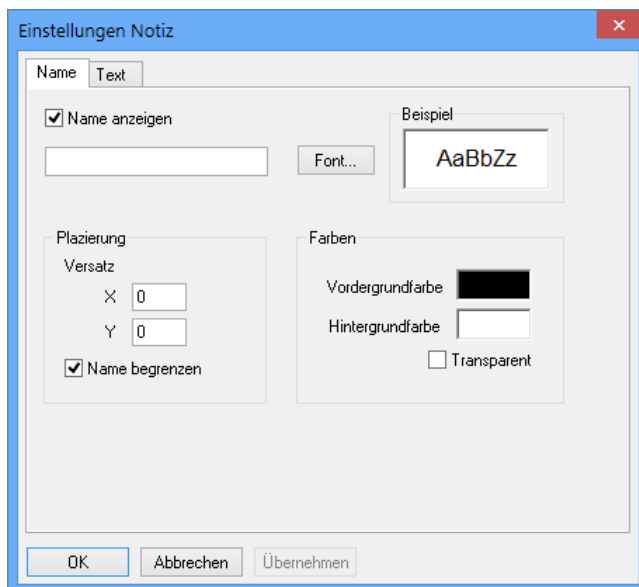 Einstellungen Notiz
Name Text
Name anzeigen
Font...
Beispiel
AaBbZz
Plazierung
Versatz
X 0
Y 0
Name begrenzen
Farben
Vordergrundfarbe
Hintergrundfarbe
Transparent
OK Abbrechen Übernehmen